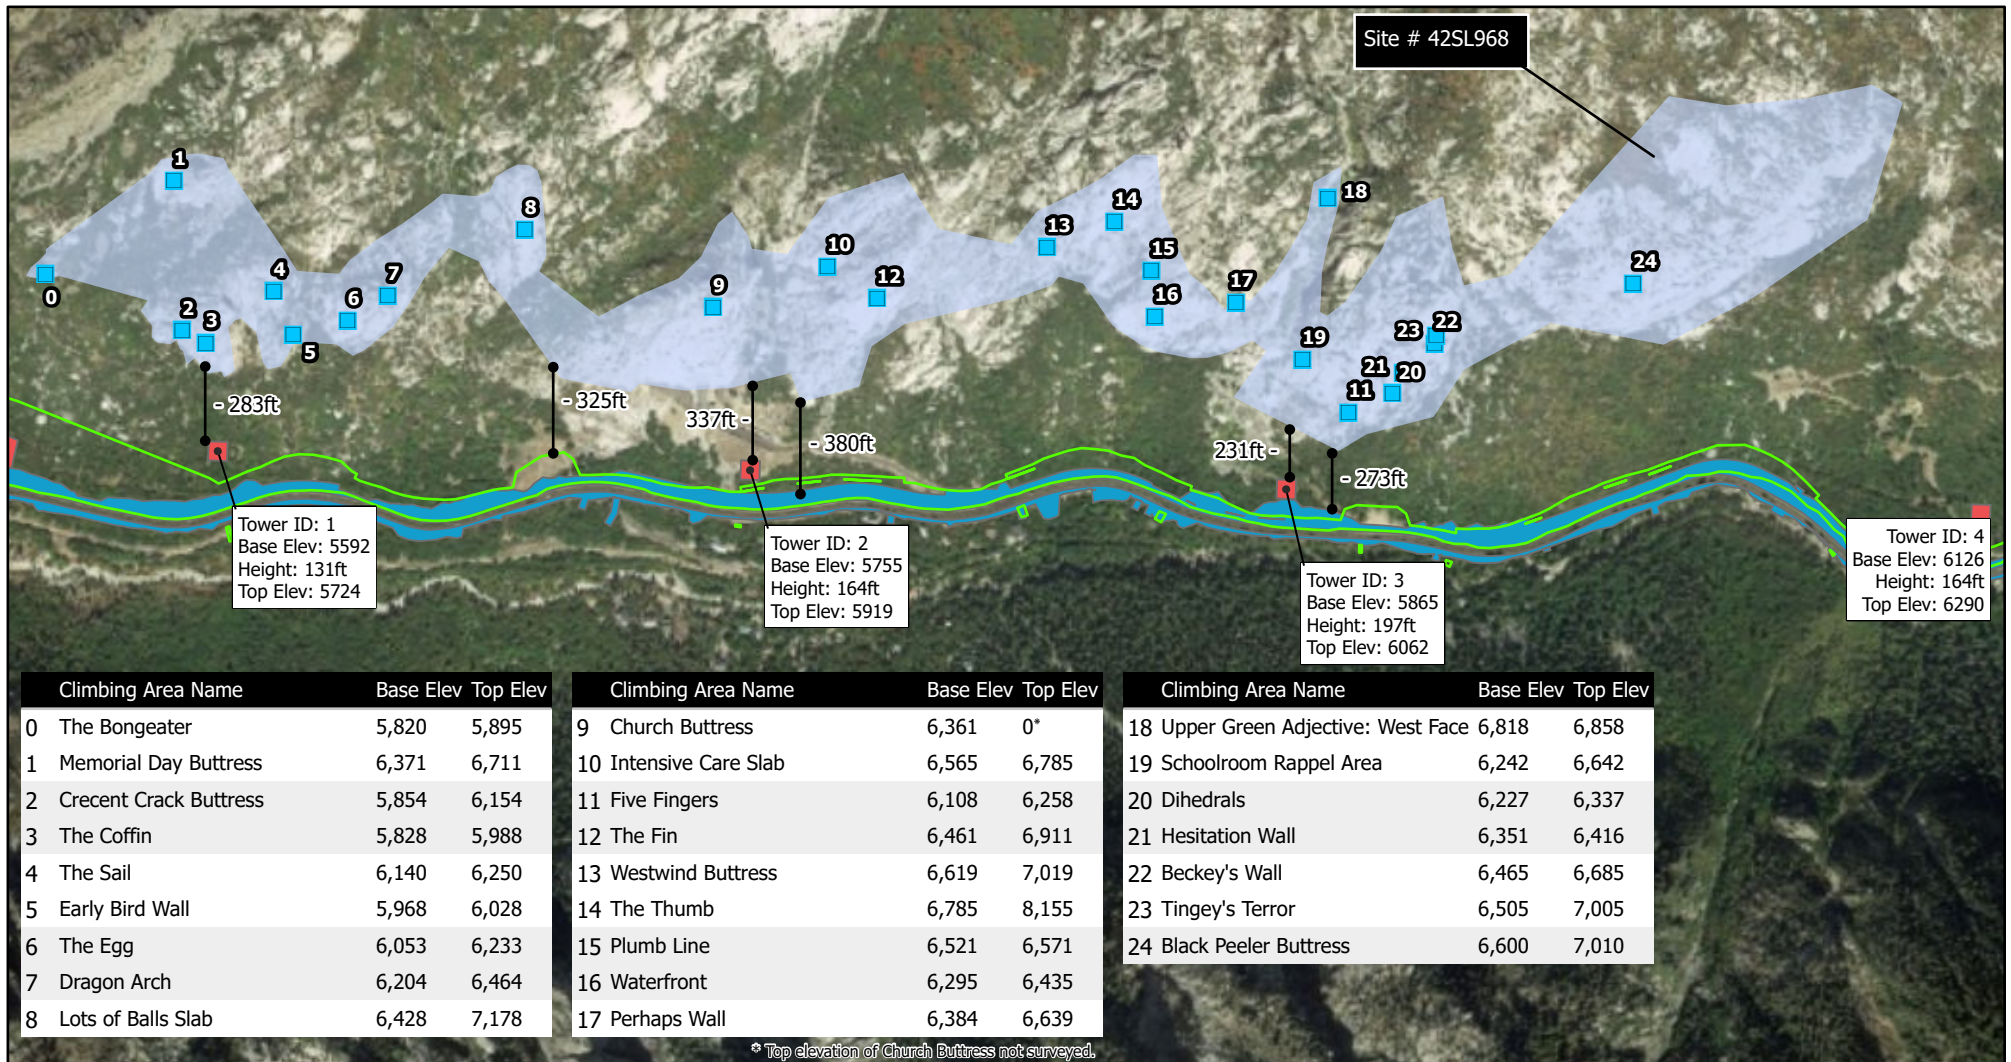 Site # 42SL968
1
18
8
14
13
10
15
24
4
7
12
17
0
9
16
2
6
3
22
23
5
19
21
20
11
- 283ft
- 325ft
337ft -
- 380ft
231ft -
- 273ft
Tower ID: 1
Base Elev: 5592
Height: 131ft
Top Elev: 5724
Tower ID: 2
Base Elev: 5755
Height: 164ft
Top Elev: 5919
Tower ID: 3
Base Elev: 5865
Height: 197ft
Top Elev: 6062
Tower ID: 4
Base Elev: 6126
Height: 164ft
Top Elev: 6290
Climbing Area Name Base Elev Top Elev
0 The Bongeater 5,820 5,895
1 Memorial Day Buttress 6,371 6,711
2 Crecent Crack Buttress 5,854 6,154
3 The Coffin 5,828 5,988
4 The Sail 6,140 6,250
5 Early Bird Wall 5,968 6,028
6 The Egg 6,053 6,233
7 Dragon Arch 6,204 6,464
8 Lots of Balls Slab 6,428 7,178
Climbing Area Name Base Elev Top Elev
9 Church Buttress 6,361 0*
10 Intensive Care Slab 6,565 6,785
11 Five Fingers 6,108 6,258
12 The Fin 6,461 6,911
13 Westwind Buttress 6,619 7,019
14 The Thumb 6,785 8,155
15 Plumb Line 6,521 6,571
16 Waterfront 6,295 6,435
17 Perhaps Wall 6,384 6,639
Climbing Area Name Base Elev Top Elev
18 Upper Green Adjective: West Face 6,818 6,858
19 Schoolroom Rappel Area 6,242 6,642
20 Dihedrals 6,227 6,337
21 Hesitation Wall 6,351 6,416
22 Beckey's Wall 6,465 6,685
23 Tingey's Terror 6,505 7,005
24 Black Peeler Buttress 6,600 7,010
* Top elevation of Church Buttress not surveyed.